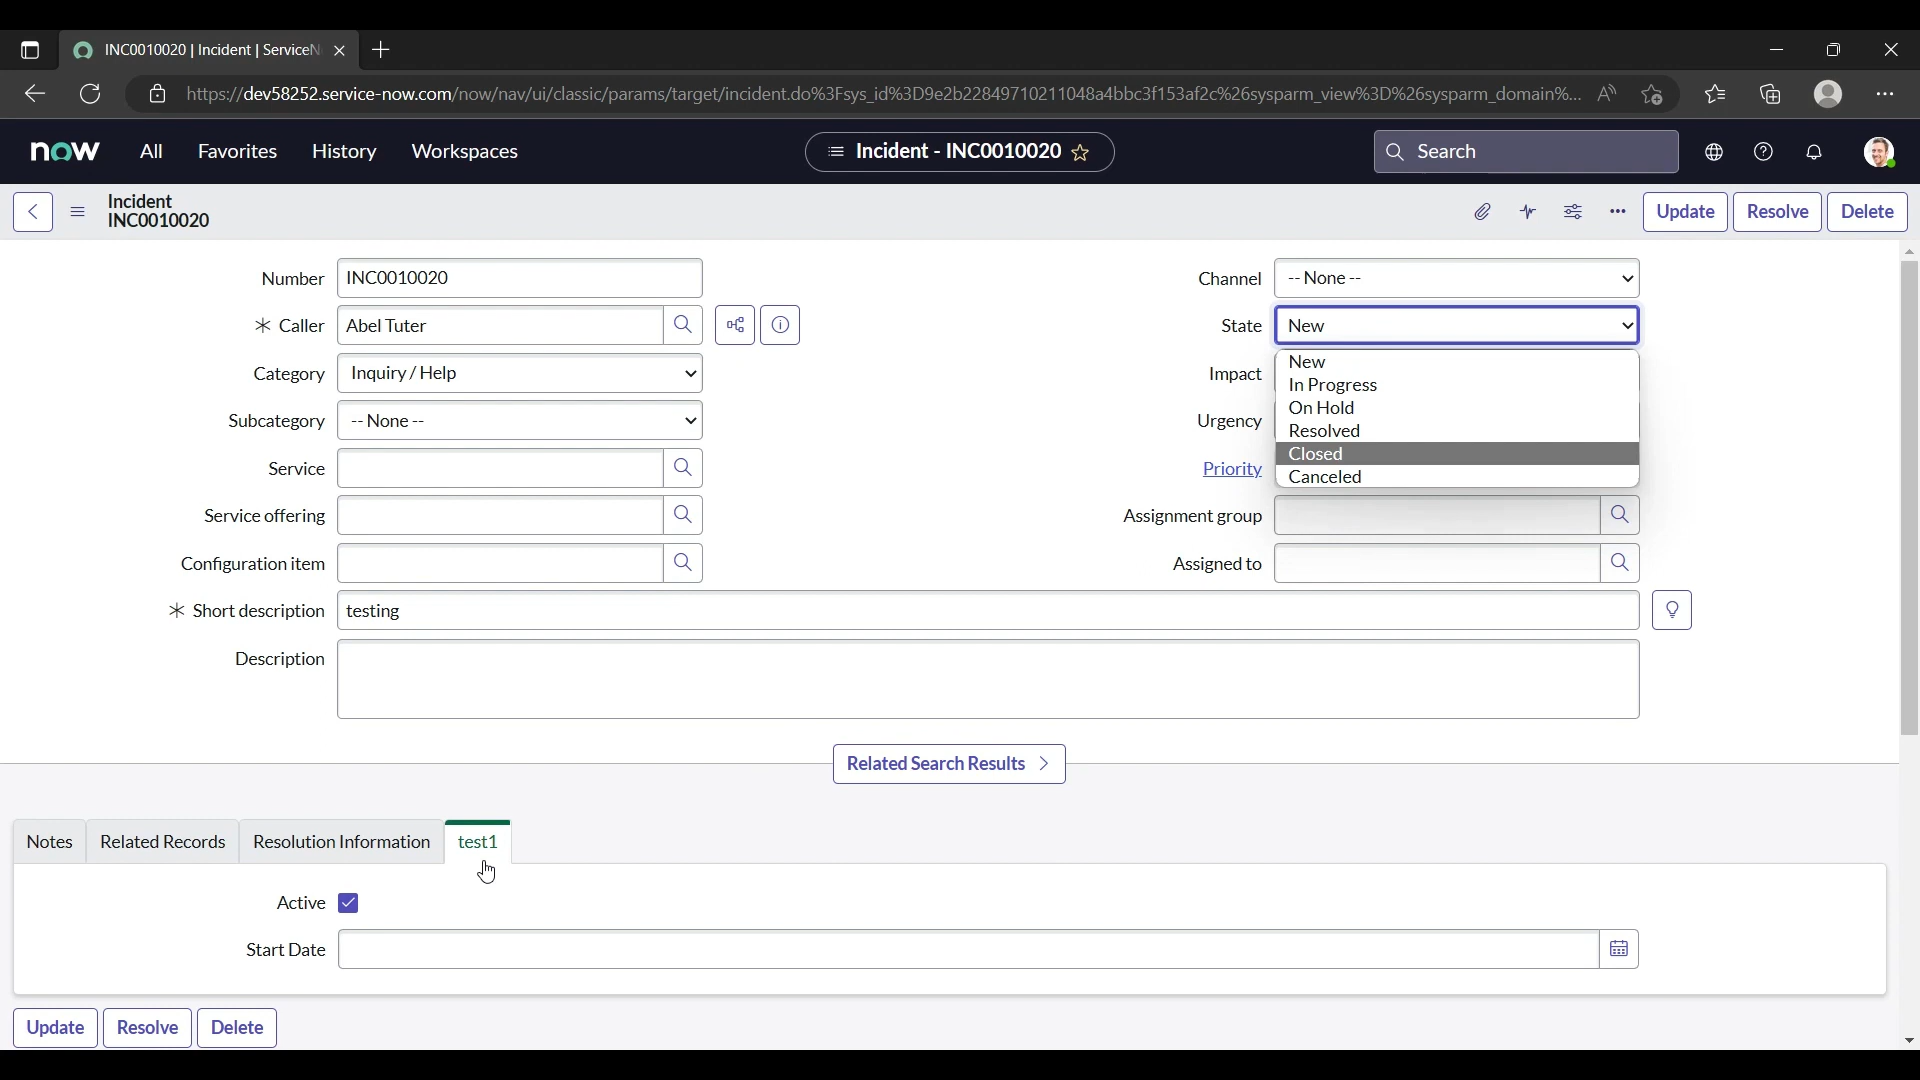 INC0010020 | Incident | ServiceN
https://dev58252.service-now.com/now/nav/ui/classic/params/target/incident.do%3Fsys_id%3D9e2b22849710211048a4bbc3f153af2c%26sysparm_view%3D%26sysparm_domain%...
now
All
Favorites
History
Workspaces
Incident - INC0010020
Search
Incident
INC0010020
Update
Resolve
Delete
Number
INC0010020
Channel
-- None --
* Caller
Abel Tuter
State
New
New
In Progress
On Hold
Resolved
Closed
Canceled
Category
Inquiry / Help
Impact
Subcategory
-- None --
Urgency
Service
Priority
Service offering
Assignment group
Configuration item
Assigned to
* Short description
testing
Description
Related Search Results
Notes
Related Records
Resolution Information
test1
Active
Start Date
Update
Resolve
Delete